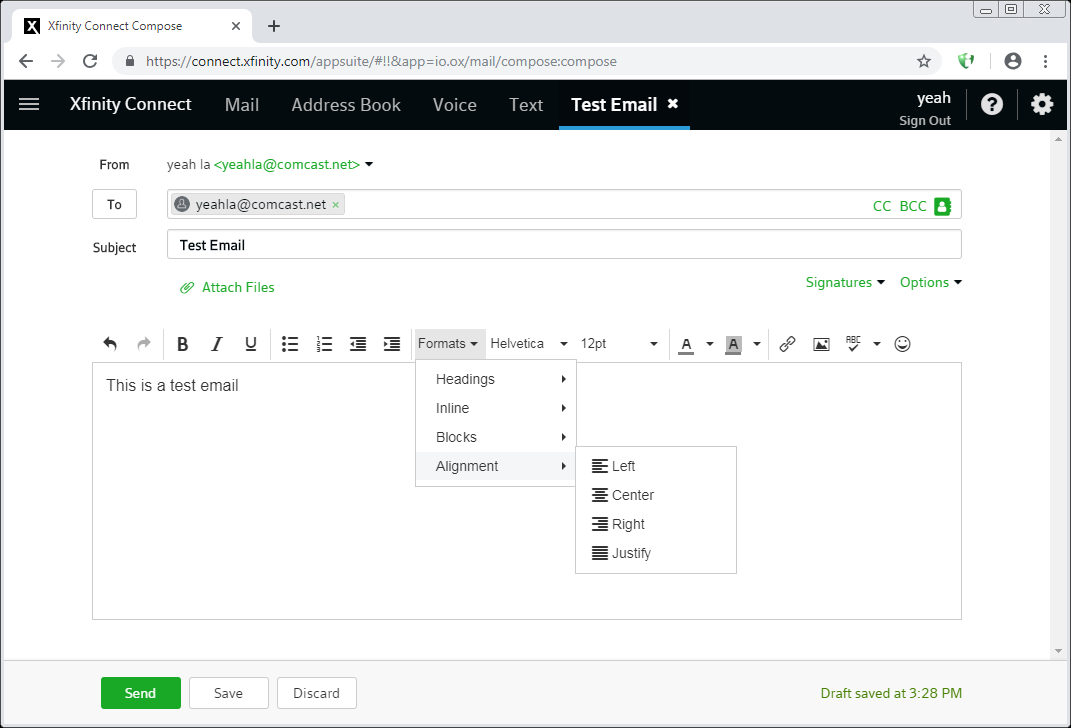 X Xfinity Connect Compose
https://connect.xfinity.com/appsuite/#!!&app=io.ox/mail/compose:compose
Xfinity Connect Mail Address Book Voice Text Test Email ✖ yeah ? 
Sign Out
From yeah la <yeahla@comcast.net>
To yeahla@comcast.net × CC BCC
Subject Test Email
Attach Files Signatures Options
B I U Formats Helvetica 12pt A A ABC
This is a test email
Headings
Inline
Blocks
Alignment
Left
Center
Right
Justify
Send Save Discard Draft saved at 3:28 PM